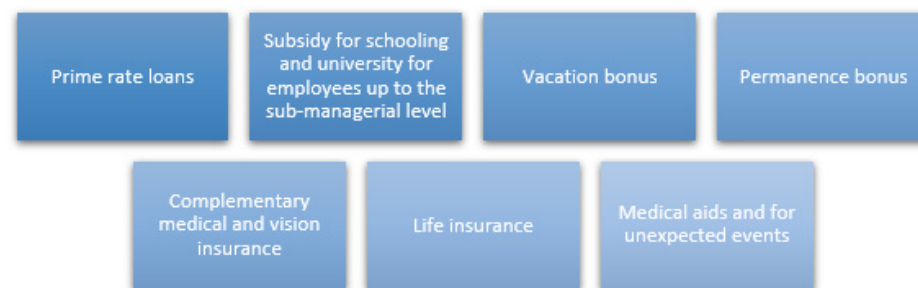 Prime rate loans
Subsidy for schooling
and university for
employees up to the
sub-managerial level
Vacation bonus
Permanence bonus
Complementary
medical and vision
insurance
Life insurance
Medical aids and for
unexpected events